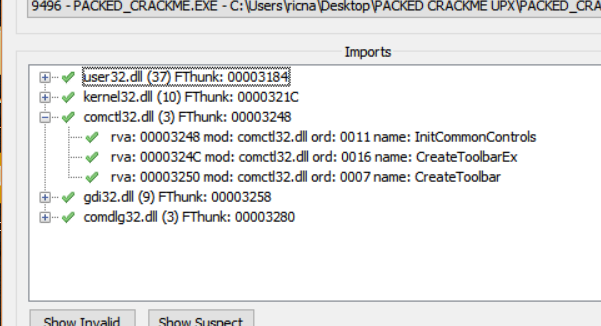 9496 - PACKED_CRACKME.EXE - C:\Users\ricna\Desktop\PACKED CRACKME UPX\PACKED_CRA
Imports
user32.dll (37) FThunk: 00003184
kernel32.dll (10) FThunk: 0000321C
comctl32.dll (3) FThunk: 00003248
rva: 00003248 mod: comctl32.dll ord: 0011 name: InitCommonControls
rva: 0000324C mod: comctl32.dll ord: 0016 name: CreateToolbarEx
rva: 00003250 mod: comctl32.dll ord: 0007 name: CreateToolbar
gdi32.dll (9) FThunk: 00003258
comdlg32.dll (3) FThunk: 00003280
Show Invalid Show Suspect